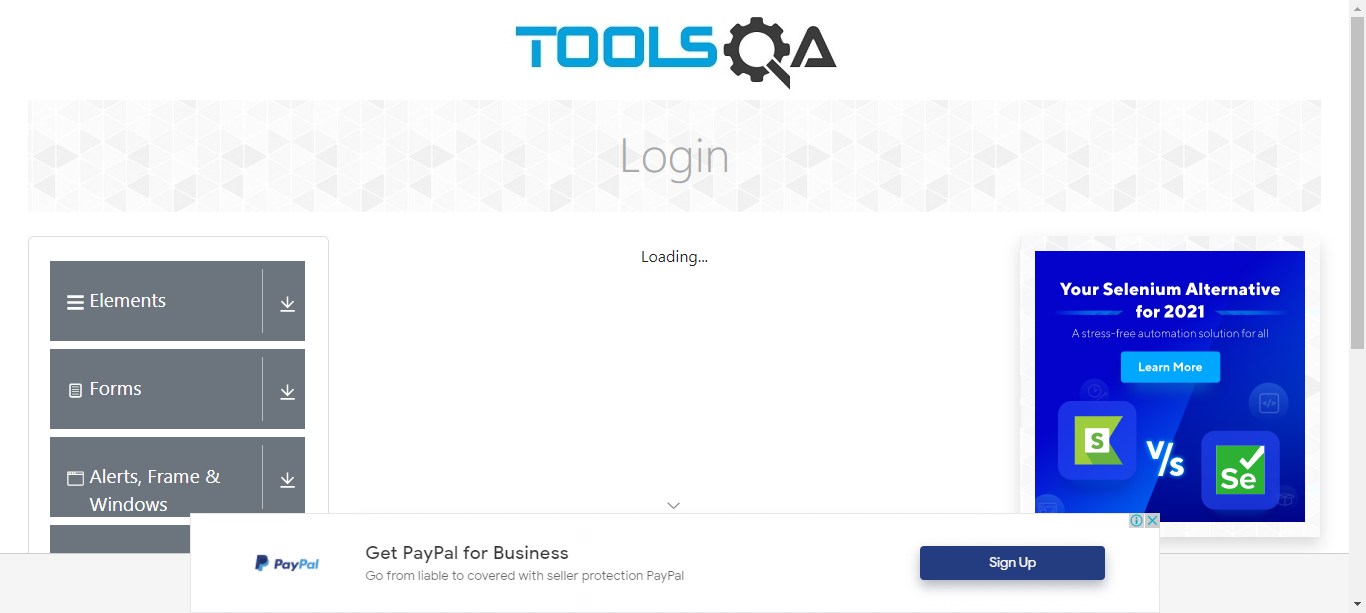 TOOLSQA
Login
Elements
Forms
Alerts, Frame &
Windows
Loading...
Your Selenium Alternative
for 2021
A stress-free automation solution for all
Learn More
S
V/s
Se
PayPal
Get PayPal for Business
Go from liable to covered with seller protection PayPal
Sign Up